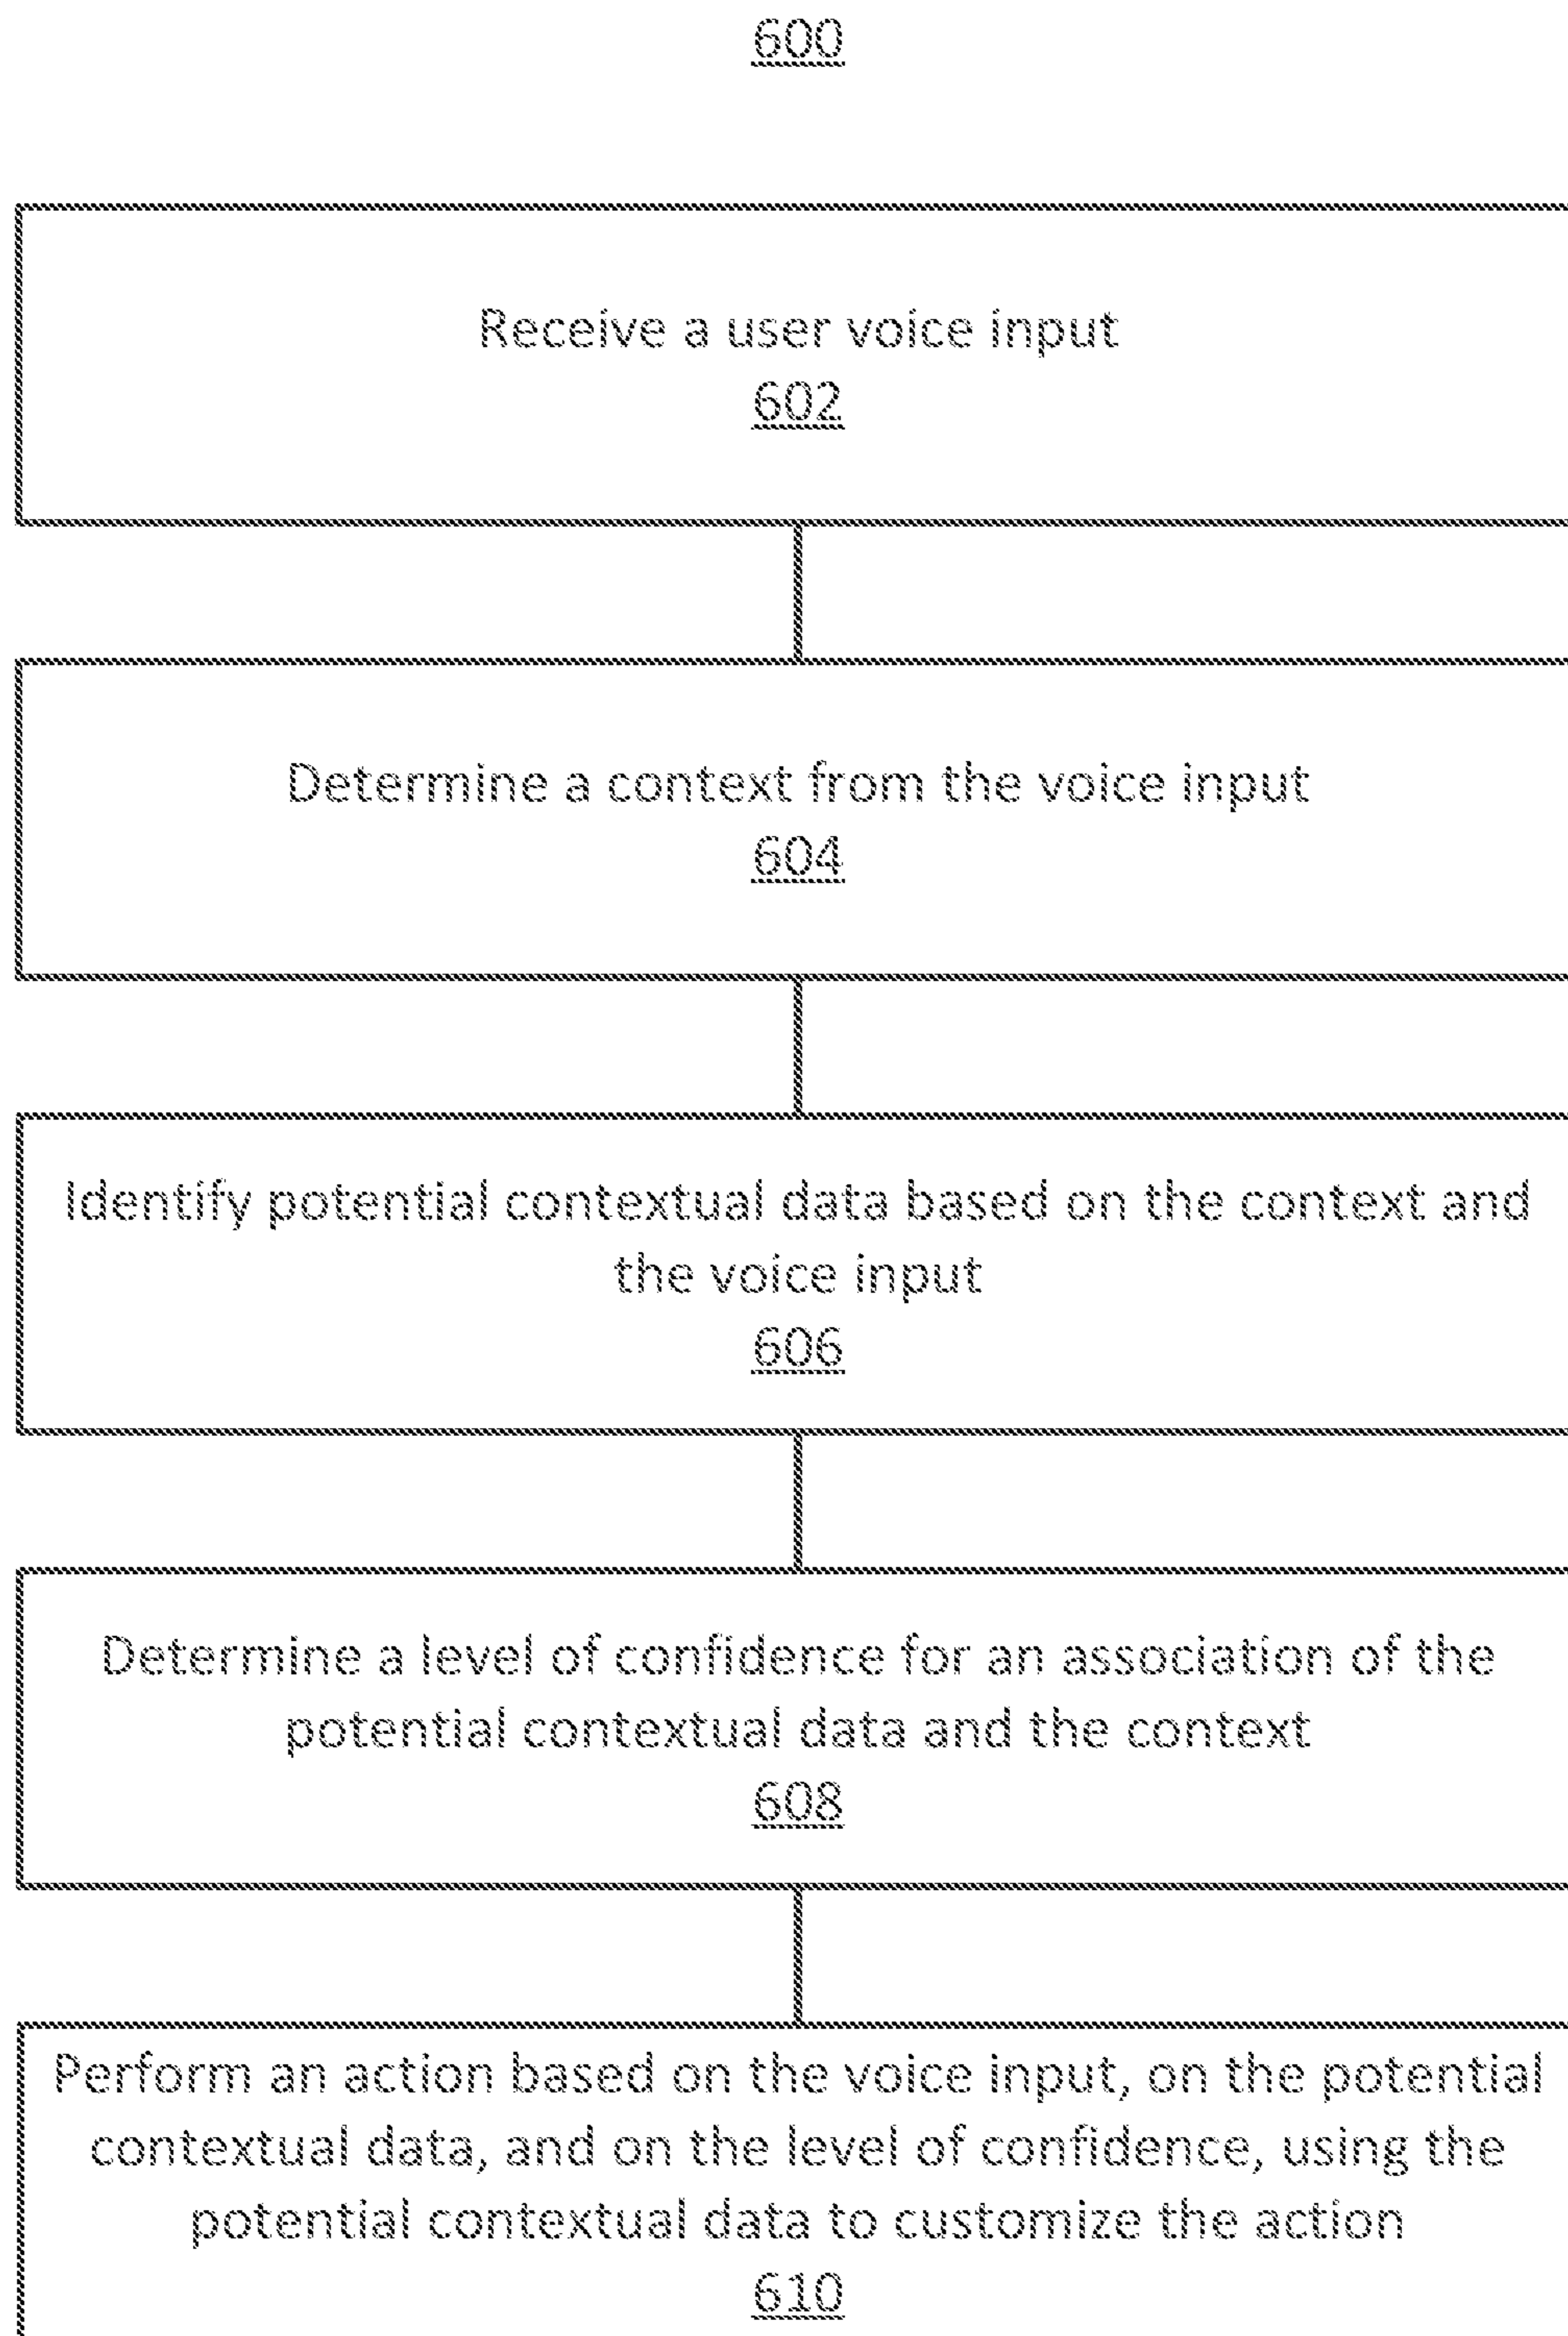 600
Receive a user voice input
602
Determine a context from the voice input
604
Identify potential contextual data based on the context and
the voice input
606
Determine a level of confidence for an association of the
potential contextual data and the context
608
Perform an action based on the voice input, on the potential
contextual data, and on the level of confidence, using the
potential contextual data to customize the action
610